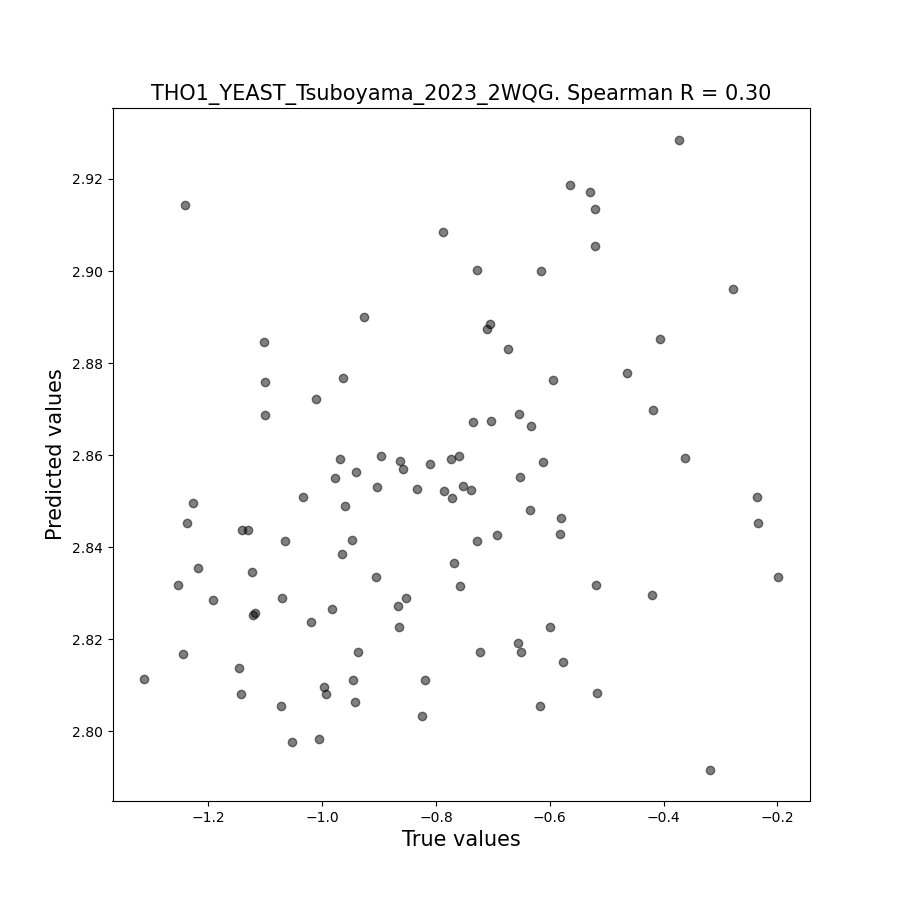 THO1_YEAST_Tsuboyama_2023_2WQG. Spearman R = 0.30
Predicted values
2.92
2.90
2.88
2.86
2.84
2.82
2.80
−1.2 −1.0 −0.8 −0.6 −0.4 −0.2
True values